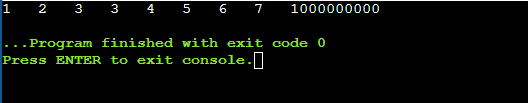 1 2 3 3 4 5 6 7 1000000000
...Program finished with exit code 0
Press ENTER to exit console.